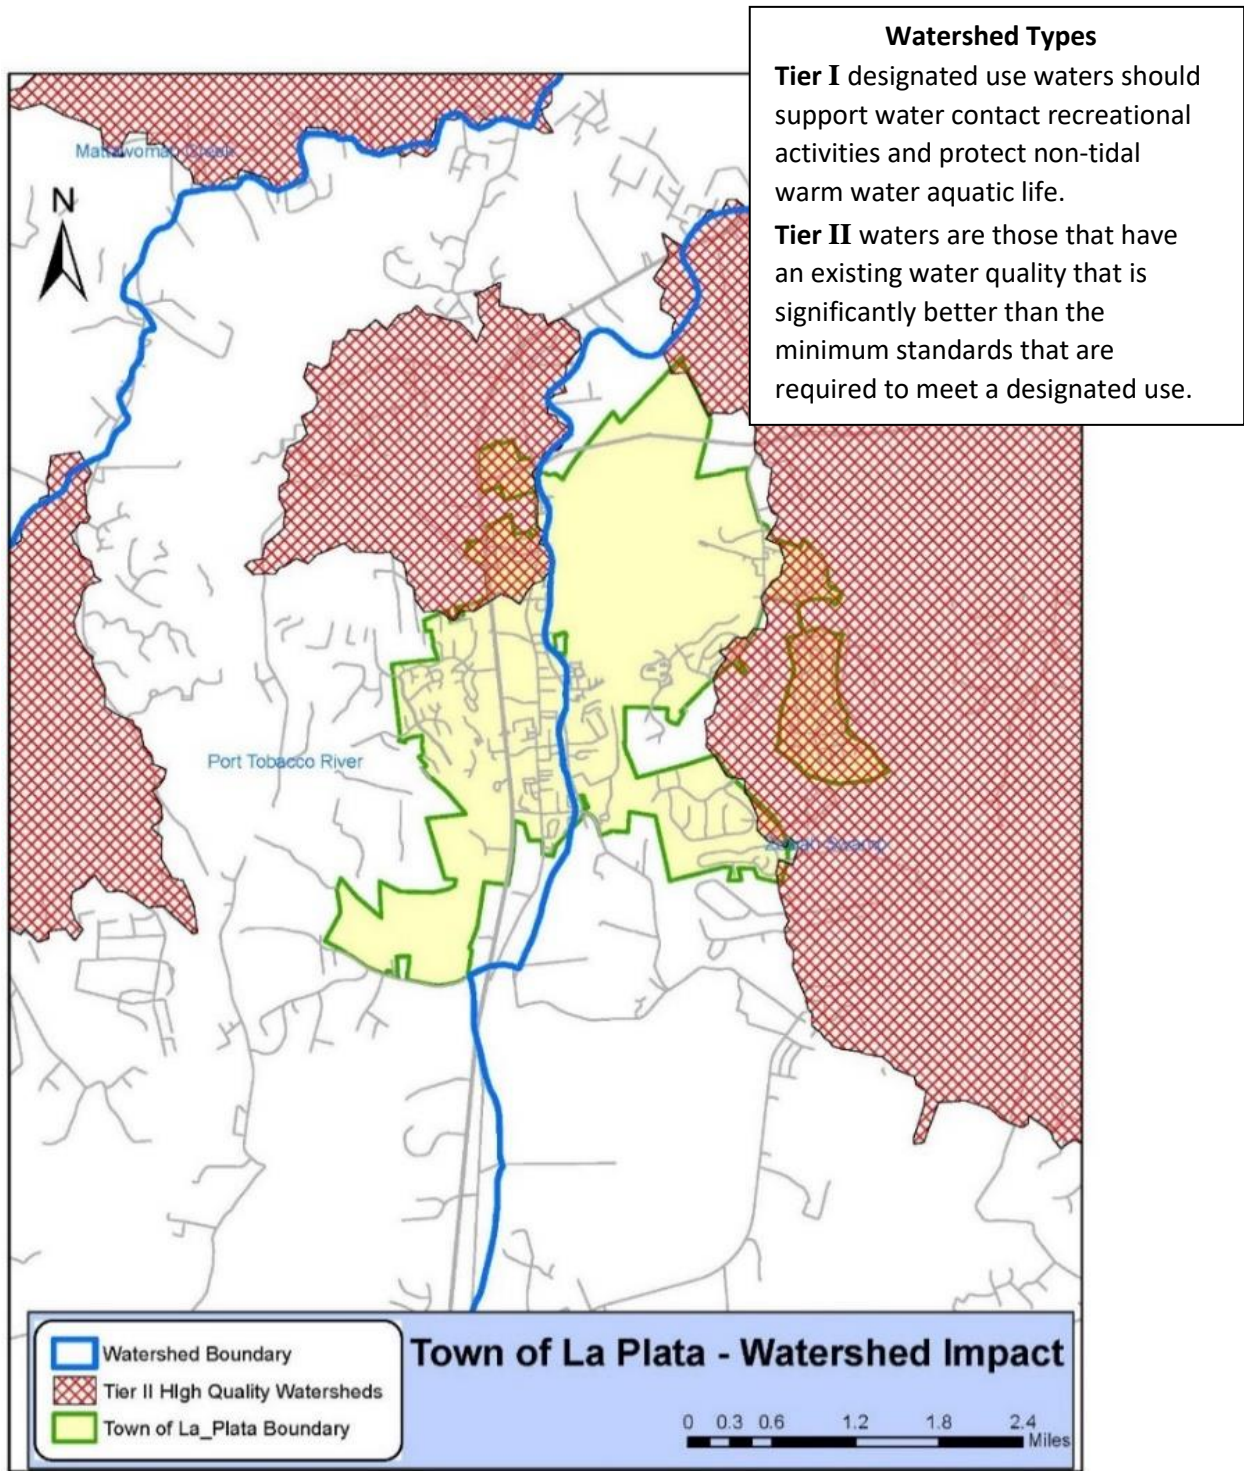 Watershed Types
Tier I designated use waters should
support water contact recreational
activities and protect non-tidal
warm water aquatic life.
Tier II waters are those that have
an existing water quality that is
significantly better than the
minimum standards that are
required to meet a designated use.
Mattawoman Creek
N
Port Tobacco River
Zekiah Swamp
Watershed Boundary
Tier II HIgh Quality Watersheds
Town of La_Plata Boundary
Town of La Plata - Watershed Impact
0 0.3 0.6 1.2 1.8 2.4
Miles